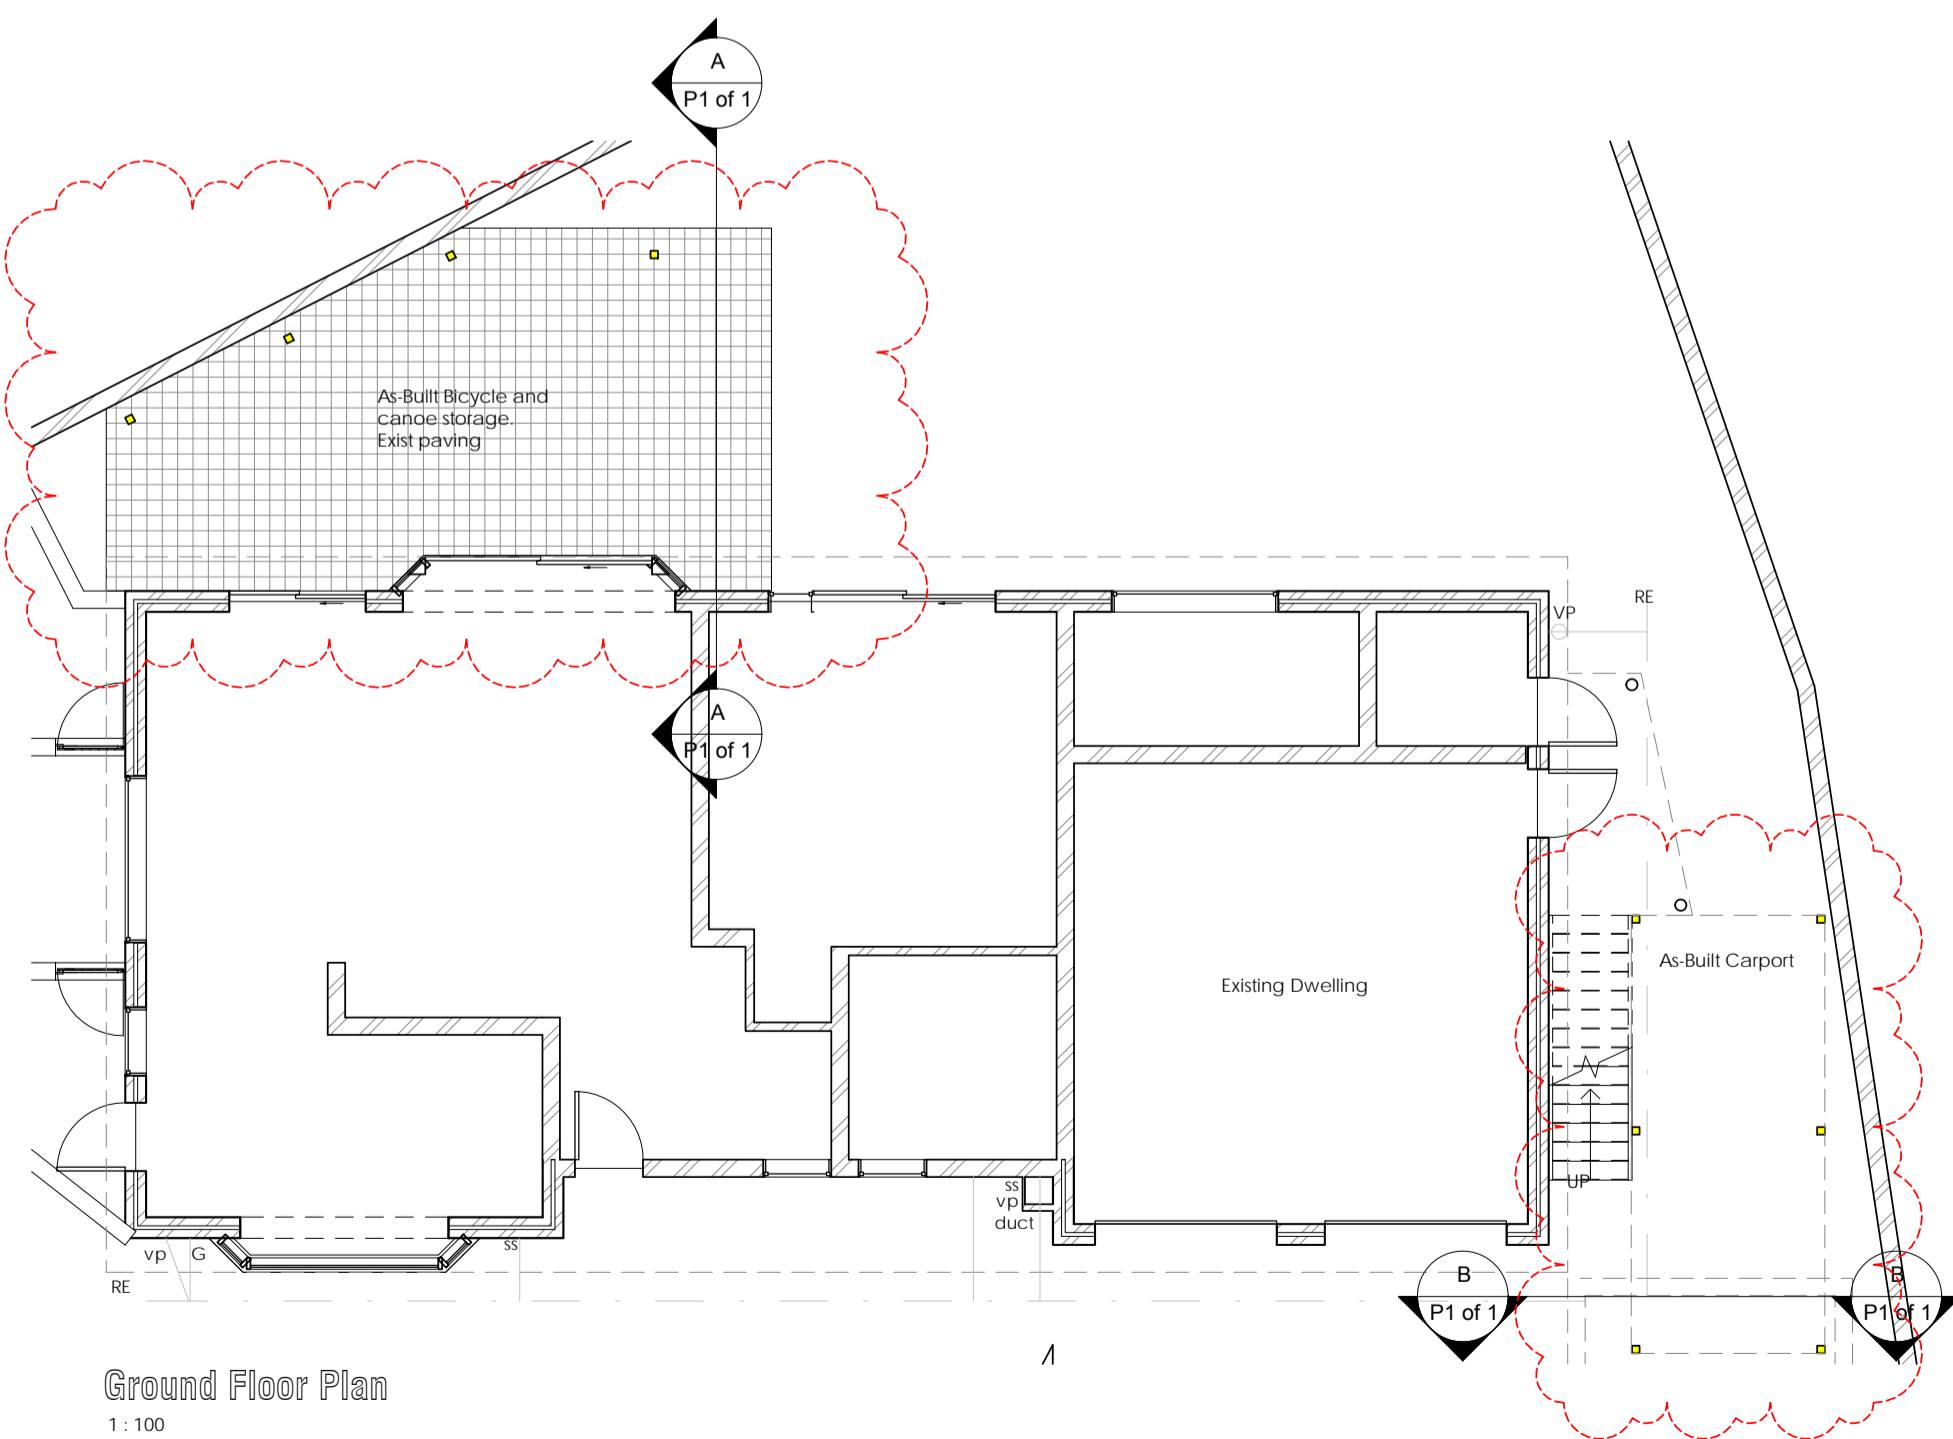 A
P1 of 1
As-Built Bicycle and
canoe storage.
Exist paving
VP
RE
A
P1 of 1
As-Built Carport
Existing Dwelling
UP
ss
vp
duct
vp
G
ss
RE
B
P1 of 1
B
P1 of 1
Ground Floor Plan
1 : 100